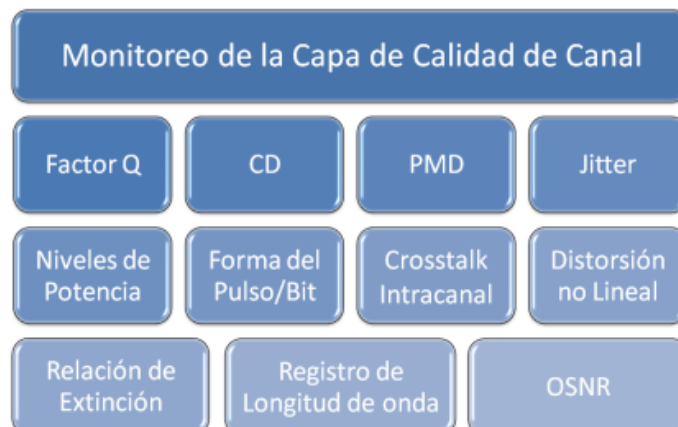 Monitoreo de la Capa de Calidad de Canal
Factor Q
CD
PMD
Jitter
Niveles de
Potencia
Forma del
Pulso/Bit
Crosstalk
Intracanal
Distorsión
no Lineal
Relación de
Extinción
Registro de
Longitud de onda
OSNR